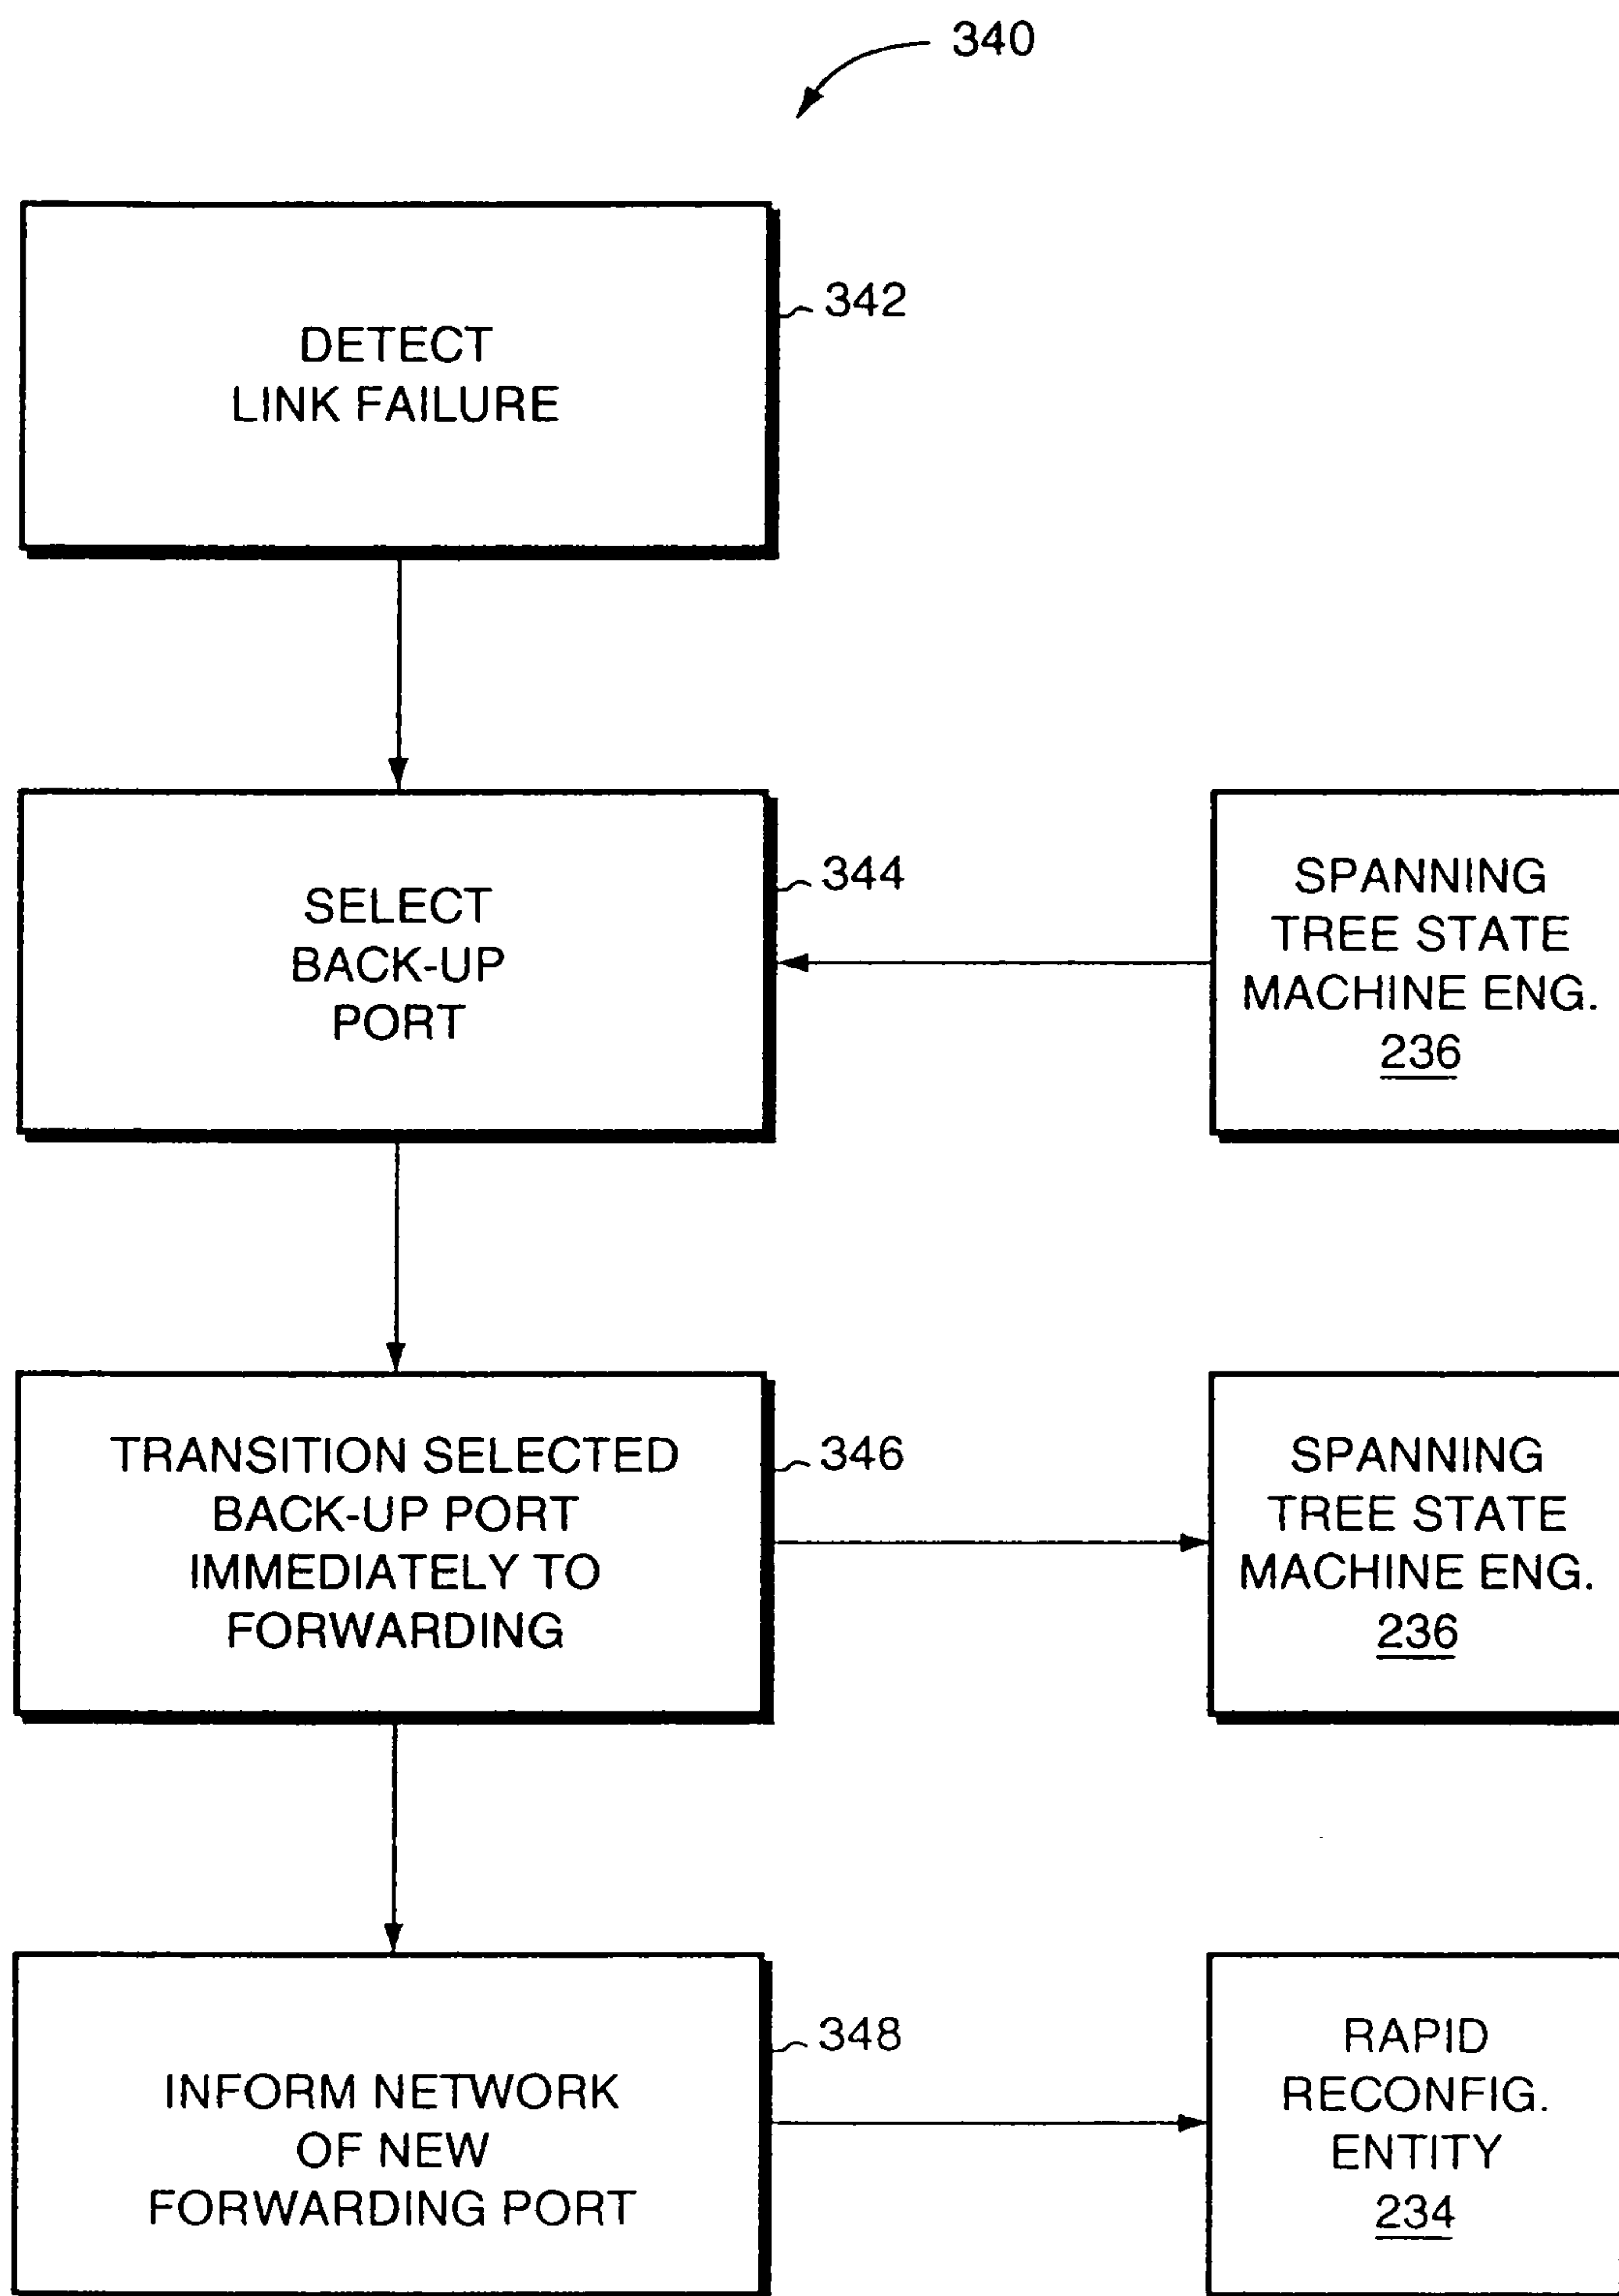 340
DETECT
LINK FAILURE
342
SELECT
BACK-UP
PORT
344
SPANNING
TREE STATE
MACHINE ENG.
236
TRANSITION SELECTED
BACK-UP PORT
IMMEDIATELY TO
FORWARDING
346
SPANNING
TREE STATE
MACHINE ENG.
236
INFORM NETWORK
OF NEW
FORWARDING PORT
348
RAPID
RECONFIG.
ENTITY
234